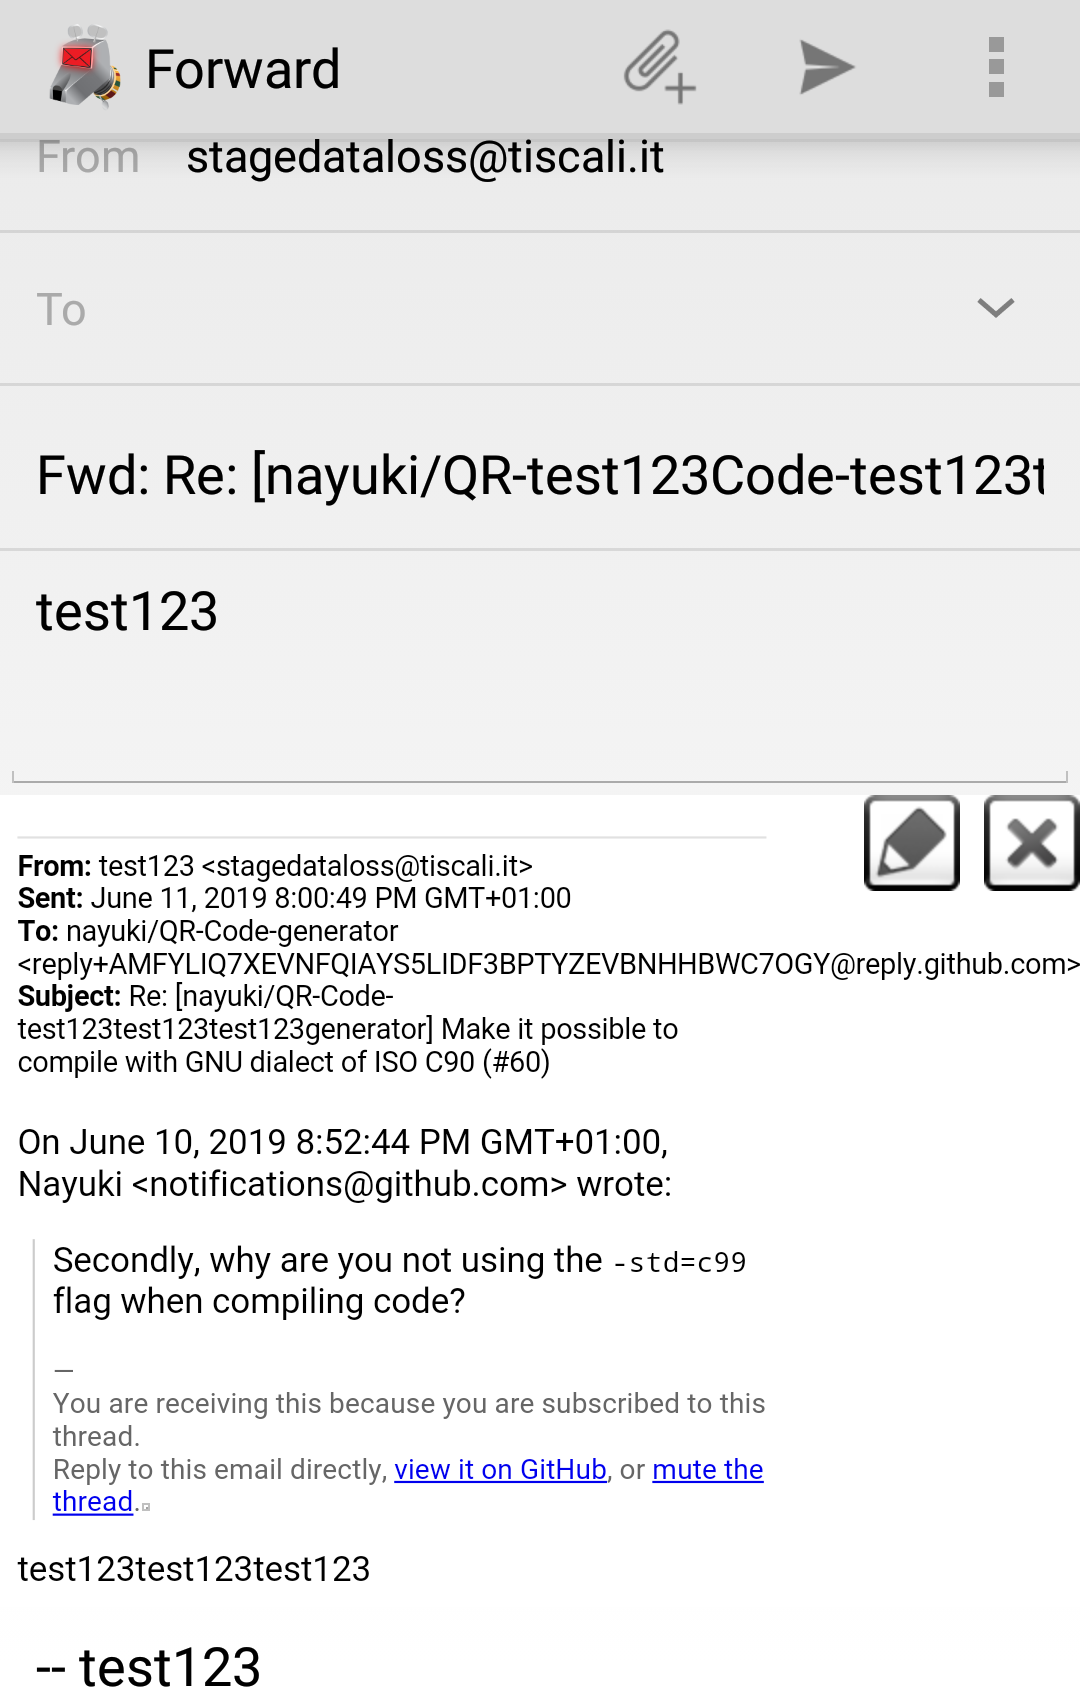 Forward
From stagedataloss@tiscali.it
To
Fwd: Re: [nayuki/QR-test123Code-test123t
test123
From: test123 <stagedataloss@tiscali.it>
Sent: June 11, 2019 8:00:49 PM GMT+01:00
To: nayuki/QR-Code-generator
<reply+AMFYLIQ7XEVNFQIAYS5LIDF3BPTYZEVBNHHBWC7OGY@reply.github.com>
Subject: Re: [nayuki/QR-Code-
test123test123test123generator] Make it possible to
compile with GNU dialect of ISO C90 (#60)
On June 10, 2019 8:52:44 PM GMT+01:00,
Nayuki <notifications@github.com> wrote:
Secondly, why are you not using the -std=c99
flag when compiling code?
—
You are receiving this because you are subscribed to this
thread.
Reply to this email directly, view it on GitHub, or mute the
thread.
test123test123test123
-- test123